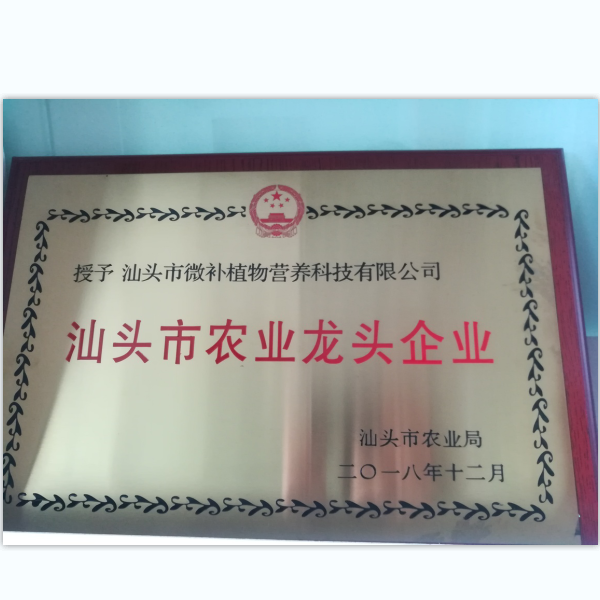 授予 汕头市微补植物营养科技有限公司
汕头市农业龙头企业
汕头市农业局
二〇一八年十二月